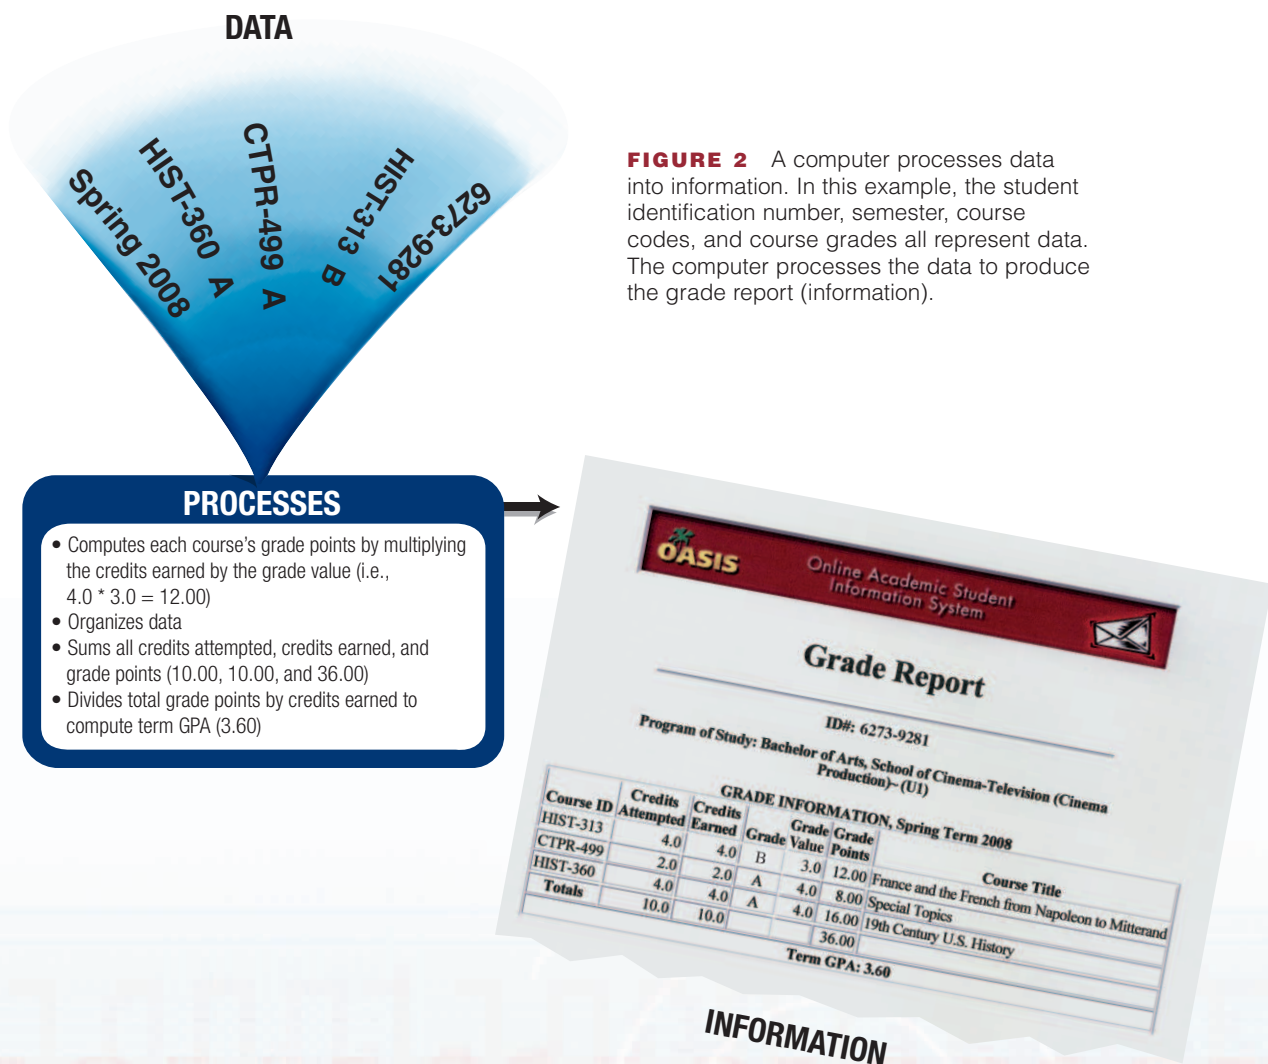 DATA
Spring 2008
HIST-360 A
CTPR-499 A
HIST-313 B
6273-9281
FIGURE 2 A computer processes data
into information. In this example, the student
identification number, semester, course
codes, and course grades all represent data.
The computer processes the data to produce
the grade report (information).
PROCESSES
• Computes each course's grade points by multiplying
the credits earned by the grade value (i.e.,
4.0 * 3.0 = 12.00)
• Organizes data
• Sums all credits attempted, credits earned, and
grade points (10.00, 10.00, and 36.00)
• Divides total grade points by credits earned to
compute term GPA (3.60)
OASIS
Online Academic Student
Information System
Grade Report
ID#: 6273-9281
Program of Study: Bachelor of Arts, School of Cinema-Television (Cinema
Production)~ (U1)
GRADE INFORMATION, Spring Term 2008
Course ID Credits Attempted Credits Earned Grade Grade Value Grade Points Course Title
HIST-313 4.0 4.0 B 3.0 12.00 France and the French from Napoleon to Mitterand
CTPR-499 2.0 2.0 A 4.0 8.00 Special Topics
HIST-360 4.0 4.0 A 4.0 16.00 19th Century U.S. History
Totals 10.0 10.0 36.00
Term GPA: 3.60
INFORMATION